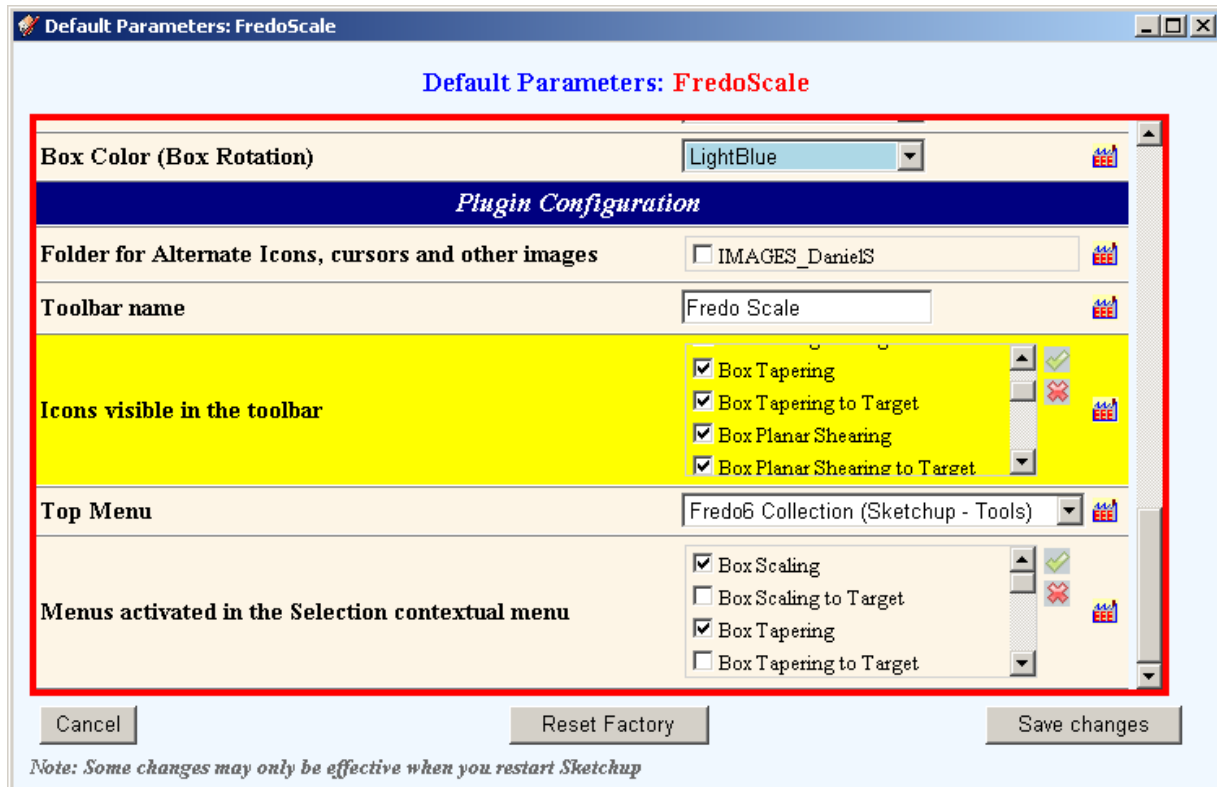 Default Parameters: FredoScale
Default Parameters: FredoScale
Box Color (Box Rotation)
LightBlue
Plugin Configuration
Folder for Alternate Icons, cursors and other images
IMAGES_DanielS
Toolbar name
Fredo Scale
Icons visible in the toolbar
Box Tapering
Box Tapering to Target
Box Planar Shearing
Box Planar Shearing to Target
Top Menu
Fredo6 Collection (Sketchup - Tools)
Menus activated in the Selection contextual menu
Box Scaling
Box Scaling to Target
Box Tapering
Box Tapering to Target
Cancel
Reset Factory
Save changes
Note: Some changes may only be effective when you restart Sketchup